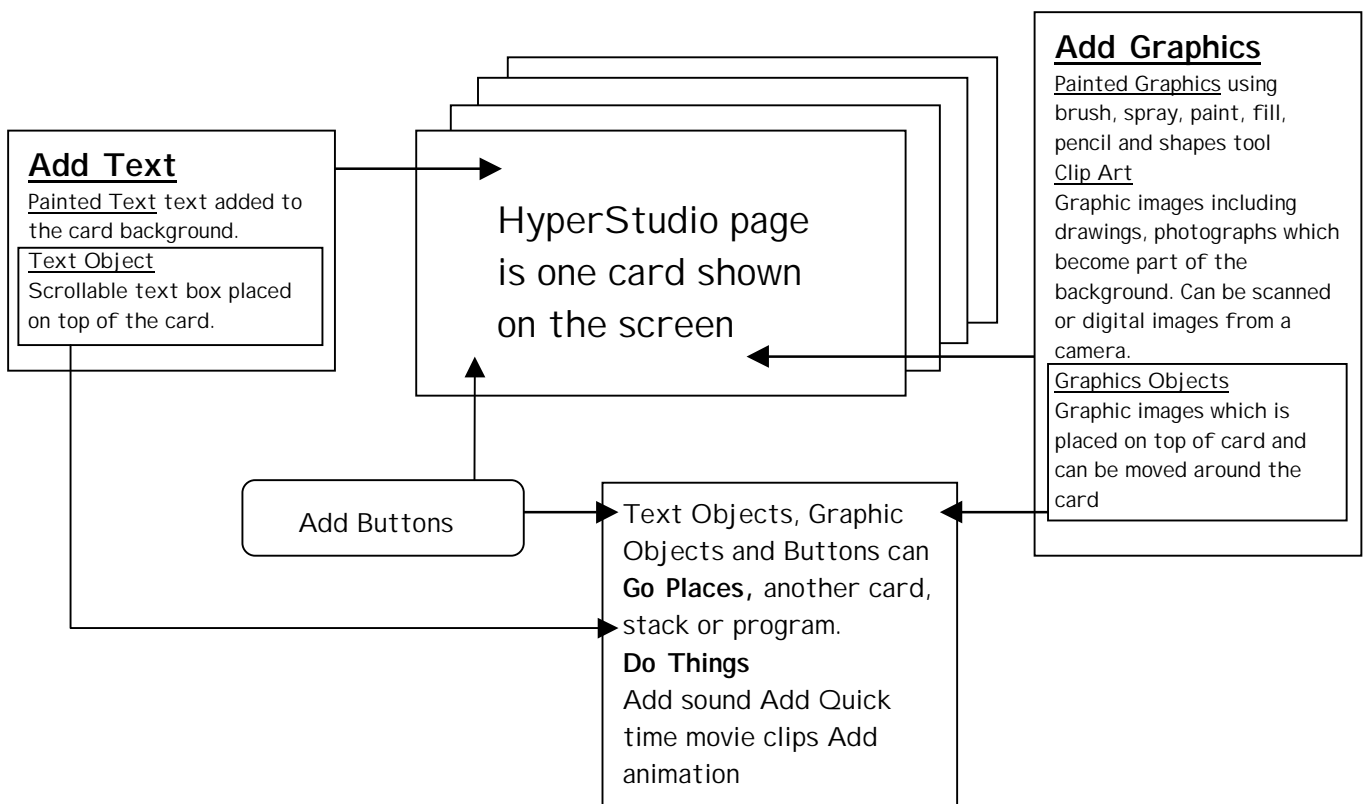 Add Text
Painted Text text added to
the card background.
Text Object
Scrollable text box placed
on top of the card.
HyperStudio page
is one card shown
on the screen
Add Graphics
Painted Graphics using
brush, spray, paint, fill,
pencil and shapes tool
Clip Art
Graphic images including
drawings, photographs which
become part of the
background. Can be scanned
or digital images from a
camera.
Graphics Objects
Graphic images which is
placed on top of card and
can be moved around the
card
Add Buttons
Text Objects, Graphic
Objects and Buttons can
Go Places, another card,
stack or program.
Do Things
Add sound Add Quick
time movie clips Add
animation